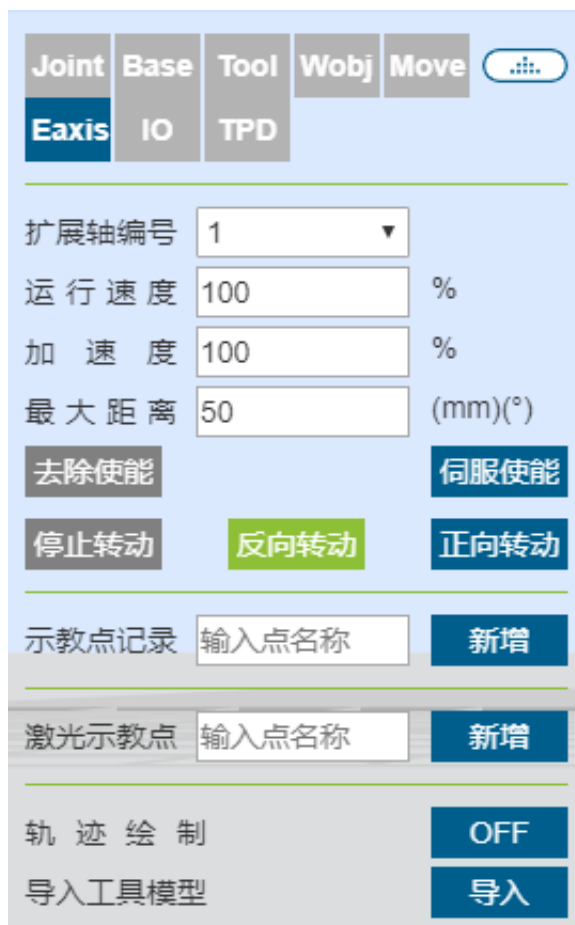 Joint Base Tool Wobj Move
Eaxis IO TPD
扩展轴编号 1
运行速度 100 %
加速度 100 %
最大距离 50 (mm)(°)
去除使能 伺服使能
停止转动 反向转动 正向转动
示教点记录 输入点名称 新增
激光示教点 输入点名称 新增
轨迹绘制 OFF
导入工具模型 导入